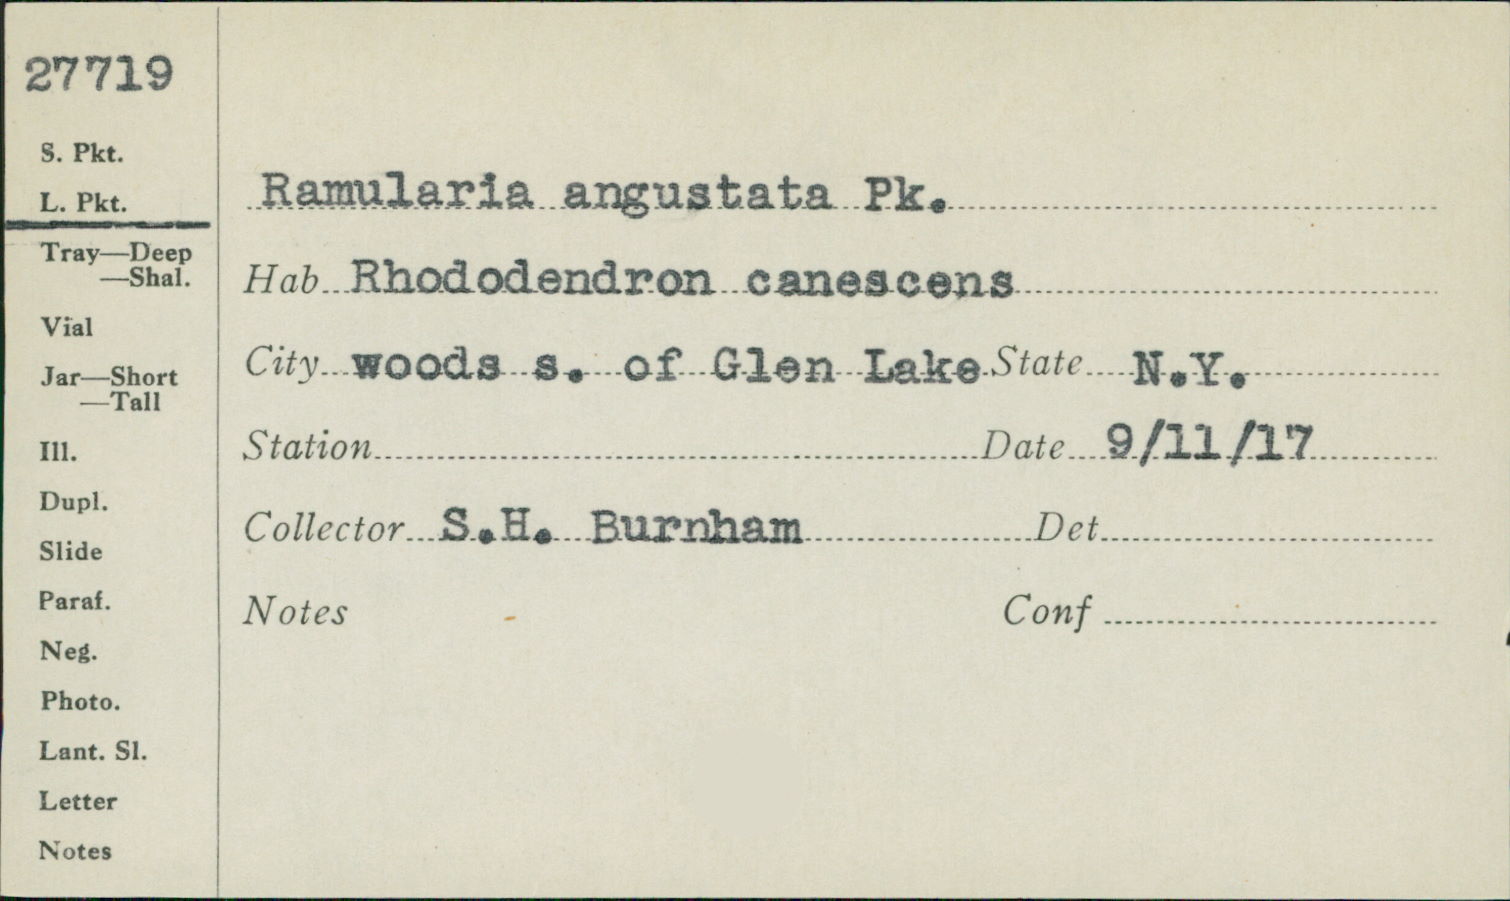 27719
S. Pkt.
L. Pkt.
Tray—Deep
—Shal.
Vial
Jar—Short
—Tall
Ill.
Dupl.
Slide
Paraf.
Neg.
Photo.
Lant. Sl.
Letter
Notes
Ramularia angustata Pk.
Hab Rhododendron canescens
City woods s. of Glen Lake State N.Y.
Station Date 9/11/17
Collector S.H. Burnham Det
Notes Conf